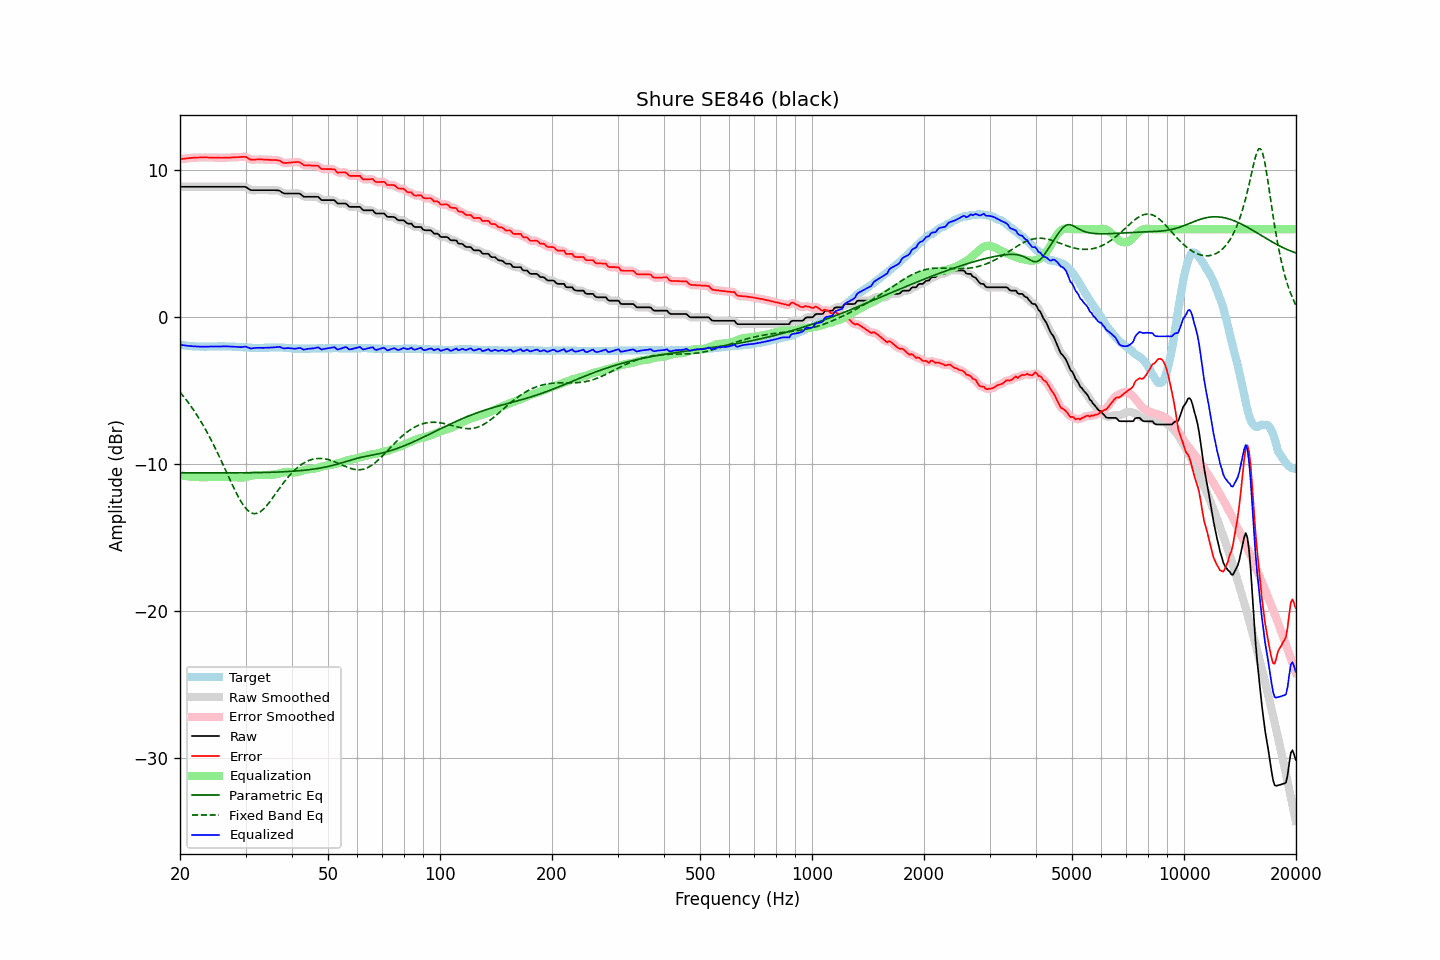 Shure SE846 (black)
Amplitude (dBr)
10
0
−10
−20
−30
Target
Raw Smoothed
Error Smoothed
Raw
Error
Equalization
Parametric Eq
Fixed Band Eq
Equalized
20 50 100 200 500 1000 2000 5000 10000 20000
Frequency (Hz)